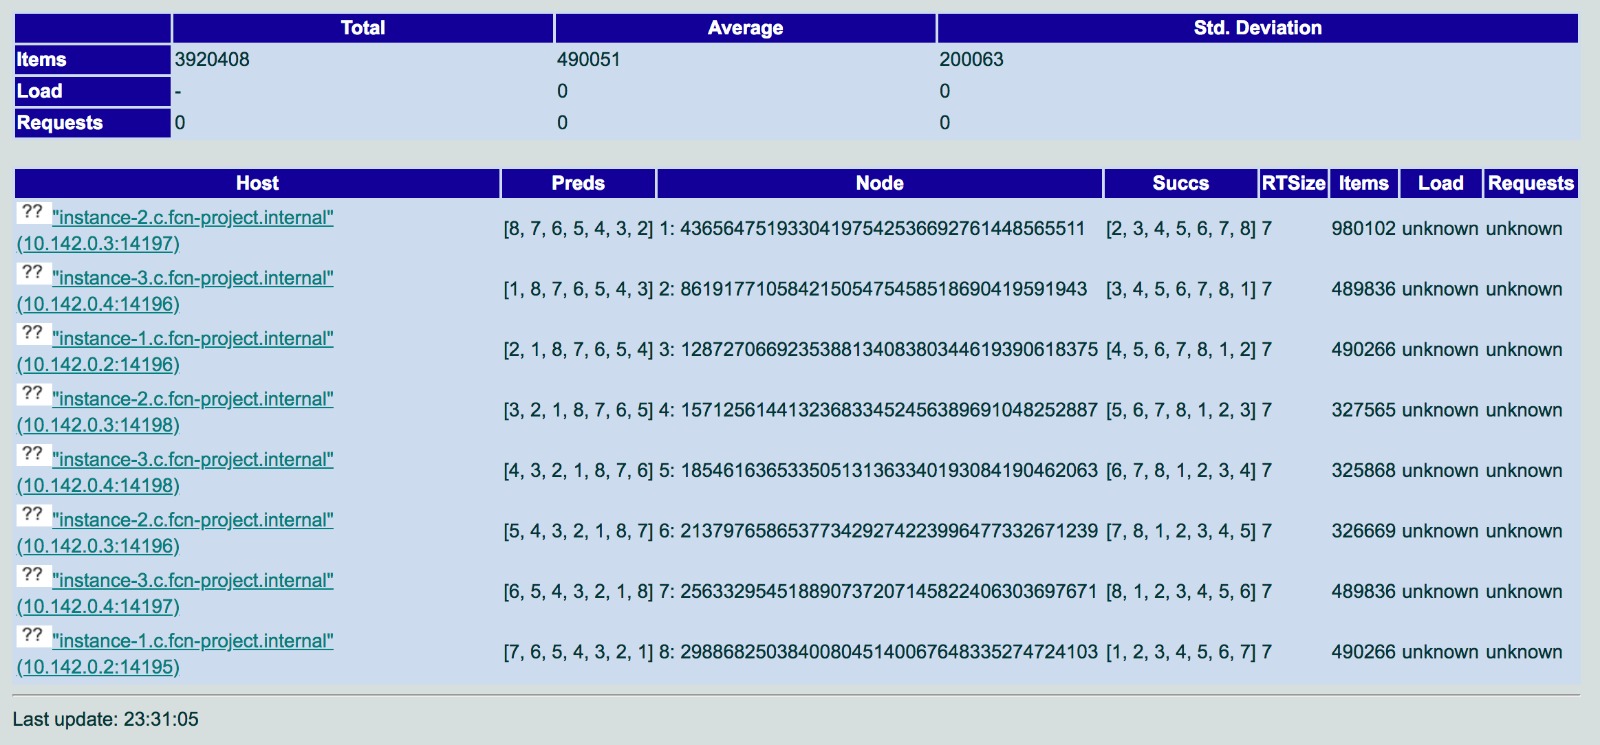 Total Average Std. Deviation
Items 3920408 490051 200063
Load - 0 0
Requests 0 0 0
Host Preds Node Succs RTSize Items Load Requests
?? "instance-2.c.fcn-project.internal"
(10.142.0.3:14197) [8, 7, 6, 5, 4, 3, 2] 1: 43656475193304197542536692761448565511 [2, 3, 4, 5, 6, 7, 8] 7 980102 unknown unknown
?? "instance-3.c.fcn-project.internal"
(10.142.0.4:14196) [1, 8, 7, 6, 5, 4, 3] 2: 86191771058421505475458518690419591943 [3, 4, 5, 6, 7, 8, 1] 7 489836 unknown unknown
?? "instance-1.c.fcn-project.internal"
(10.142.0.2:14196) [2, 1, 8, 7, 6, 5, 4] 3: 128727066923538813408380344619390618375 [4, 5, 6, 7, 8, 1, 2] 7 490266 unknown unknown
?? "instance-2.c.fcn-project.internal"
(10.142.0.3:14198) [3, 2, 1, 8, 7, 6, 5] 4: 157125614413236833452456389691048252887 [5, 6, 7, 8, 1, 2, 3] 7 327565 unknown unknown
?? "instance-3.c.fcn-project.internal"
(10.142.0.4:14198) [4, 3, 2, 1, 8, 7, 6] 5: 185461636533505131363340193084190462063 [6, 7, 8, 1, 2, 3, 4] 7 325868 unknown unknown
?? "instance-2.c.fcn-project.internal"
(10.142.0.3:14196) [5, 4, 3, 2, 1, 8, 7] 6: 213797658653773429274223996477332671239 [7, 8, 1, 2, 3, 4, 5] 7 326669 unknown unknown
?? "instance-3.c.fcn-project.internal"
(10.142.0.4:14197) [6, 5, 4, 3, 2, 1, 8] 7: 256332954518890737207145822406303697671 [8, 1, 2, 3, 4, 5, 6] 7 489836 unknown unknown
?? "instance-1.c.fcn-project.internal"
(10.142.0.2:14195) [7, 6, 5, 4, 3, 2, 1] 8: 298868250384008045140067648335274724103 [1, 2, 3, 4, 5, 6, 7] 7 490266 unknown unknown
Last update: 23:31:05